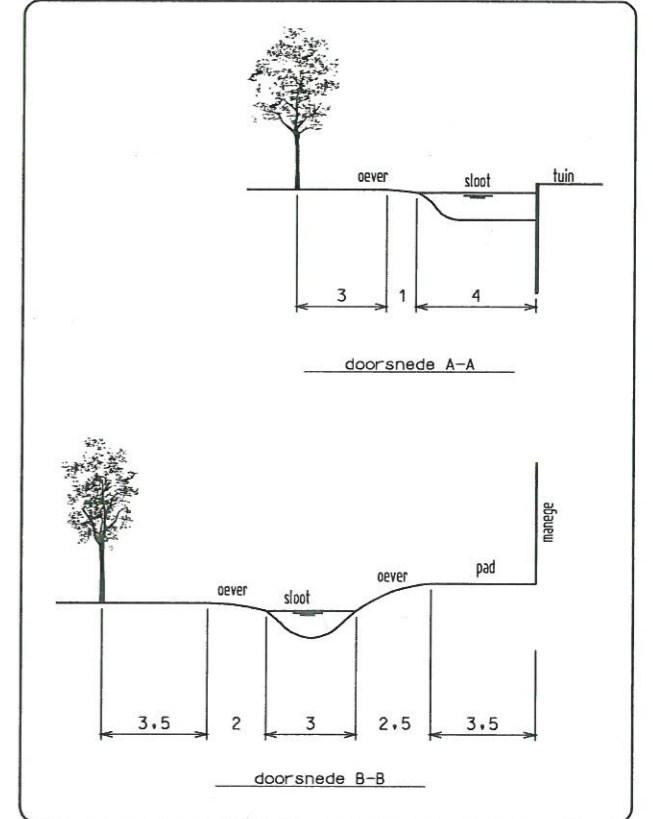 oever sloot tuin
3 1 4
doorsnede A-A
manege
oever sloot oever pad
3,5 2 3 2,5 3,5
doorsnede B-B